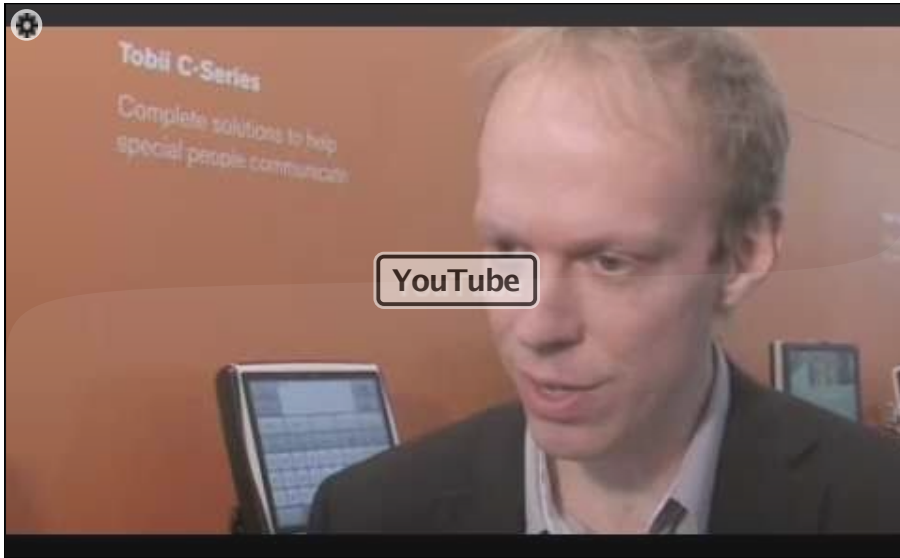 Tobii C-Series
Complete solutions to help
special people communicate
YouTube